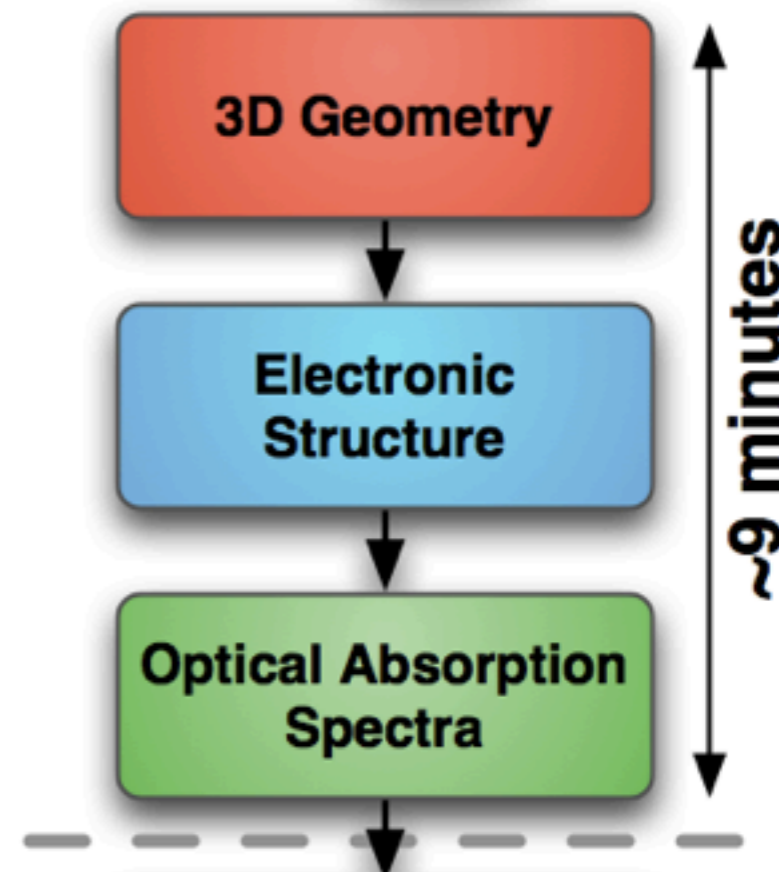 3D Geometry
Electronic
Structure
Optical Absorption
Spectra
~9 minutes